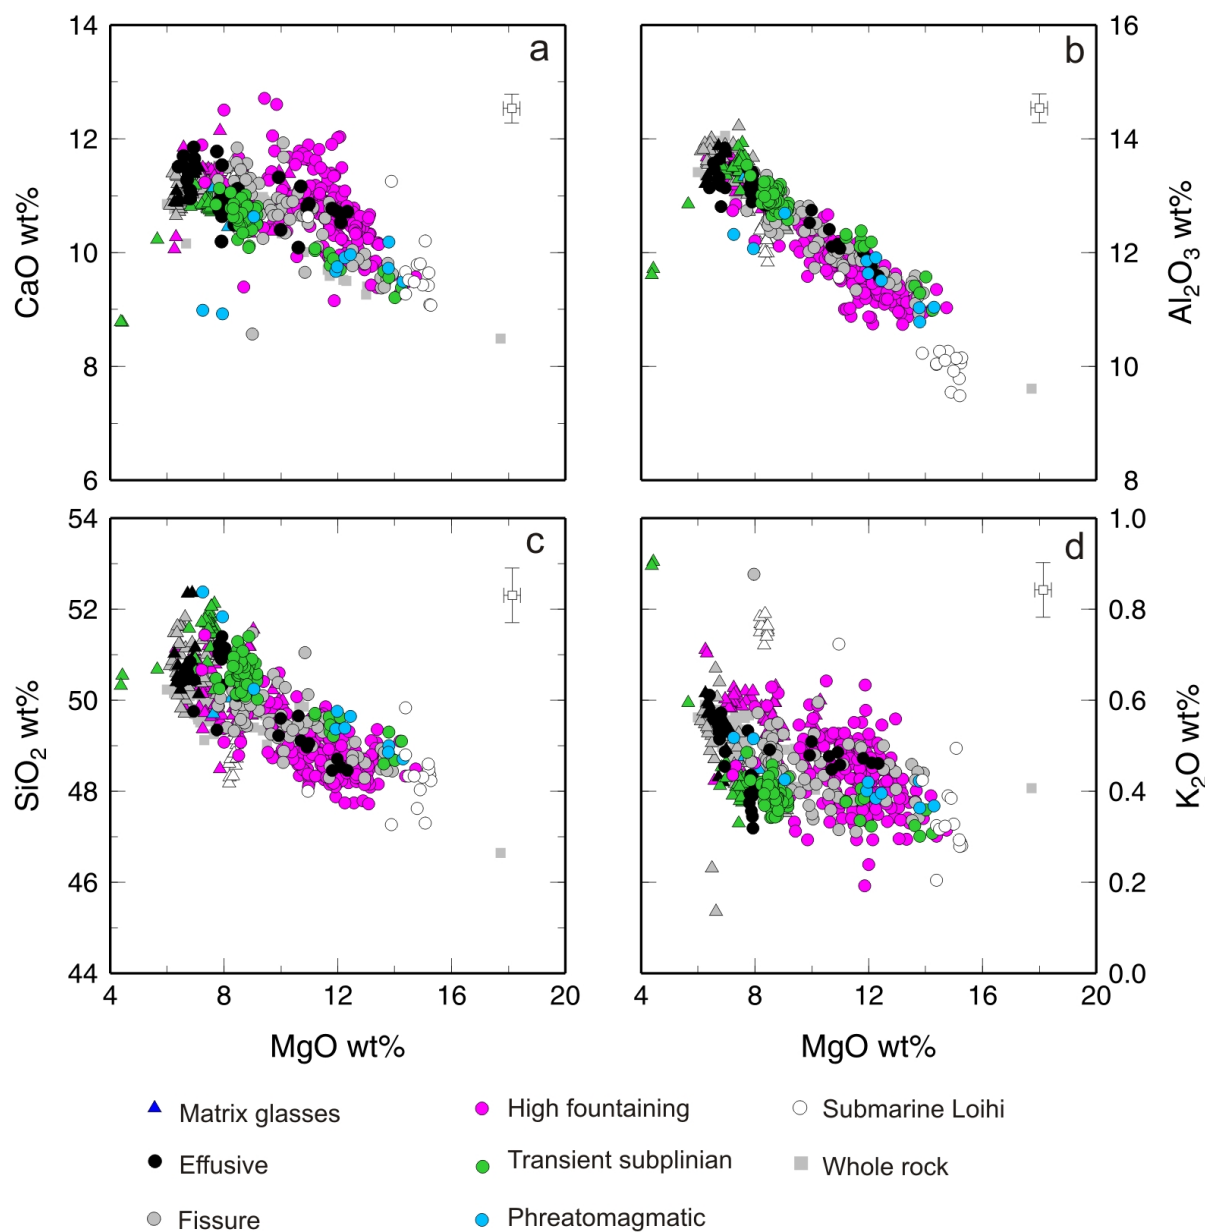 14
12
10
8
6
CaO wt%
a
16
14
12
10
8
Al2O3 wt%
b
54
52
50
48
46
44
SiO2 wt%
c
1.0
0.8
0.6
0.4
0.2
0.0
K2O wt%
d
4 8 12 16 20
4 8 12 16 20
MgO wt% MgO wt%
Matrix glasses High fountaining Submarine Loihi
Effusive Transient subplinian Whole rock
Fissure Phreatomagmatic